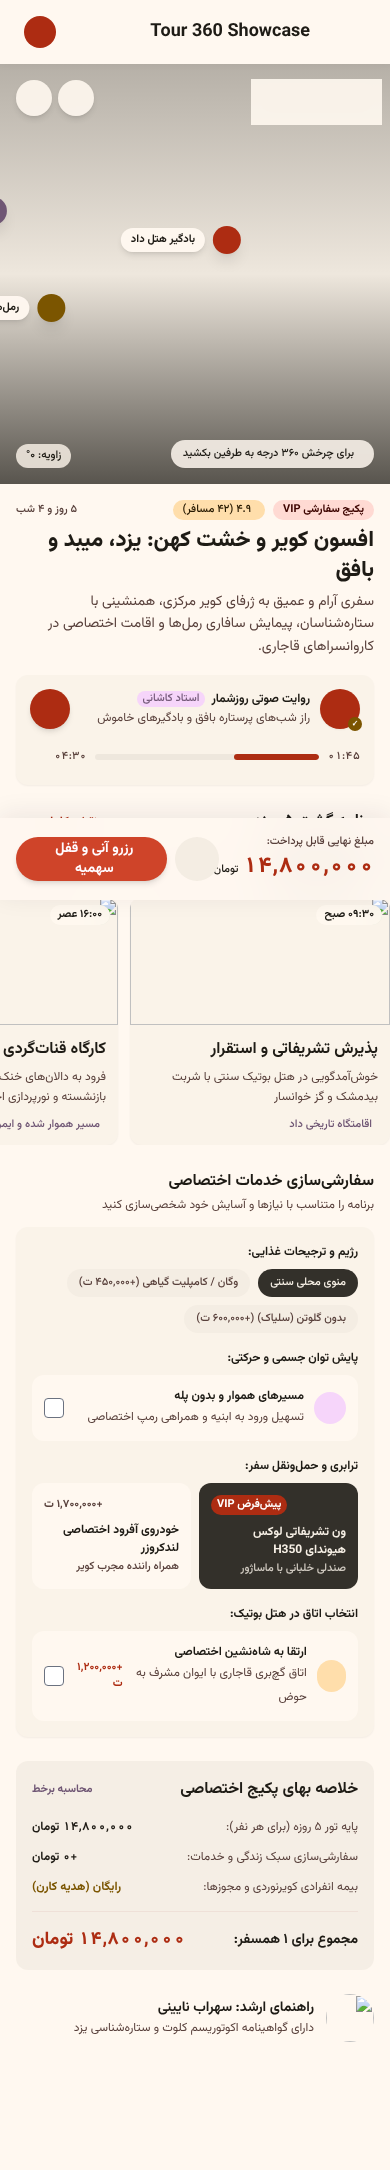 Tour 360 Showcase
بادگیر هتل داد
زاویه: ۰°
برای چرخش ۳۶۰ درجه به طرفین بکشید
پکیج سفارشی VIP
۴.۹ (۴۲ مسافر)
۵ روز و ۴ شب
افسون کویر و خشت کهن: یزد، میبد و
بافق
سفری آرام و عمیق به ژرفای کویر مرکزی، همنشینی با
ستاره‌شناسان، پیمایش سافاری رمل‌ها و اقامت اختصاصی در
کاروانسراهای قاجاری.
روایت صوتی روزشمار
استاد کاشانی
راز شب‌های پرستاره بافق و بادگیرهای خاموش
۰۱:۴۵
۰۴:۳۰
مبلغ نهایی قابل پرداخت:
۱۴,۸۰۰,۰۰۰ تومان
رزرو آنی و قفل
سهمیه
۰۹:۳۰ صبح
۱۶:۰۰ عصر
پذیرش تشریفاتی و استقرار
خوش‌آمدگویی در هتل بوتیک سنتی با شربت
بیدمشک و گز خوانسار
اقامتگاه تاریخی داد
کارگاه قنات‌گردی
فرود به دالان‌های خنک
بازنشسته و نورپردازی
مسیر هموار شده و
سفارشی‌سازی خدمات اختصاصی
برنامه را متناسب با نیازها و آسایش خود شخصی‌سازی کنید
رژیم و ترجیحات غذایی:
منوی محلی سنتی
وگان / کامپلیت گیاهی (+۴۵۰,۰۰۰ ت)
بدون گلوتن (سلیاک) (+۶۰۰,۰۰۰ ت)
پایش توان جسمی و حرکتی:
مسیرهای هموار و بدون پله
تسهیل ورود به ابنیه و همراهی رمپ اختصاصی
ترابری و حمل‌ونقل سفر:
پیش‌فرض VIP
ون تشریفاتی لوکس
هیوندای H350
صندلی خلبانی با ماساژور
+۱,۷۰۰,۰۰۰ ت
خودروی آفرود اختصاصی
لندکروزر
همراه راننده مجرب کویر
انتخاب اتاق در هتل بوتیک:
ارتقا به شاه‌نشین اختصاصی
اتاق گچ‌بری قاجاری با ایوان مشرف به
حوض
+۱,۲۰۰,۰۰۰
ت
خلاصه بهای پکیج اختصاصی
محاسبه برخط
پایه تور ۵ روزه (برای هر نفر):
۱۴,۸۰۰,۰۰۰ تومان
سفارشی‌سازی سبک زندگی و خدمات:
+۰ تومان
بیمه انفرادی کویرنوردی و مجوزها:
رایگان (هدیه کارن)
مجموع برای ۱ همسفر:
۱۴,۸۰۰,۰۰۰ تومان
راهنمای ارشد: سهراب نایینی
دارای گواهینامه اکوتوریسم کلوت و ستاره‌شناسی یزد